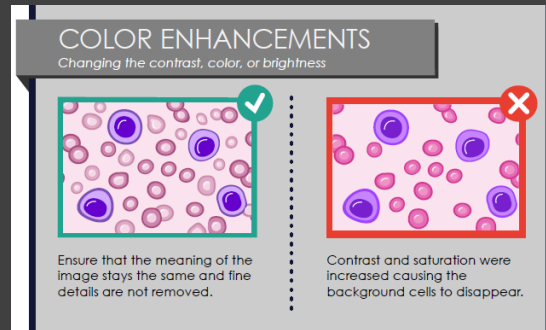 COLOR ENHANCEMENTS
Changing the contrast, color, or brightness
Ensure that the meaning of the
image stays the same and fine
details are not removed.
Contrast and saturation were
increased causing the
background cells to disappear.